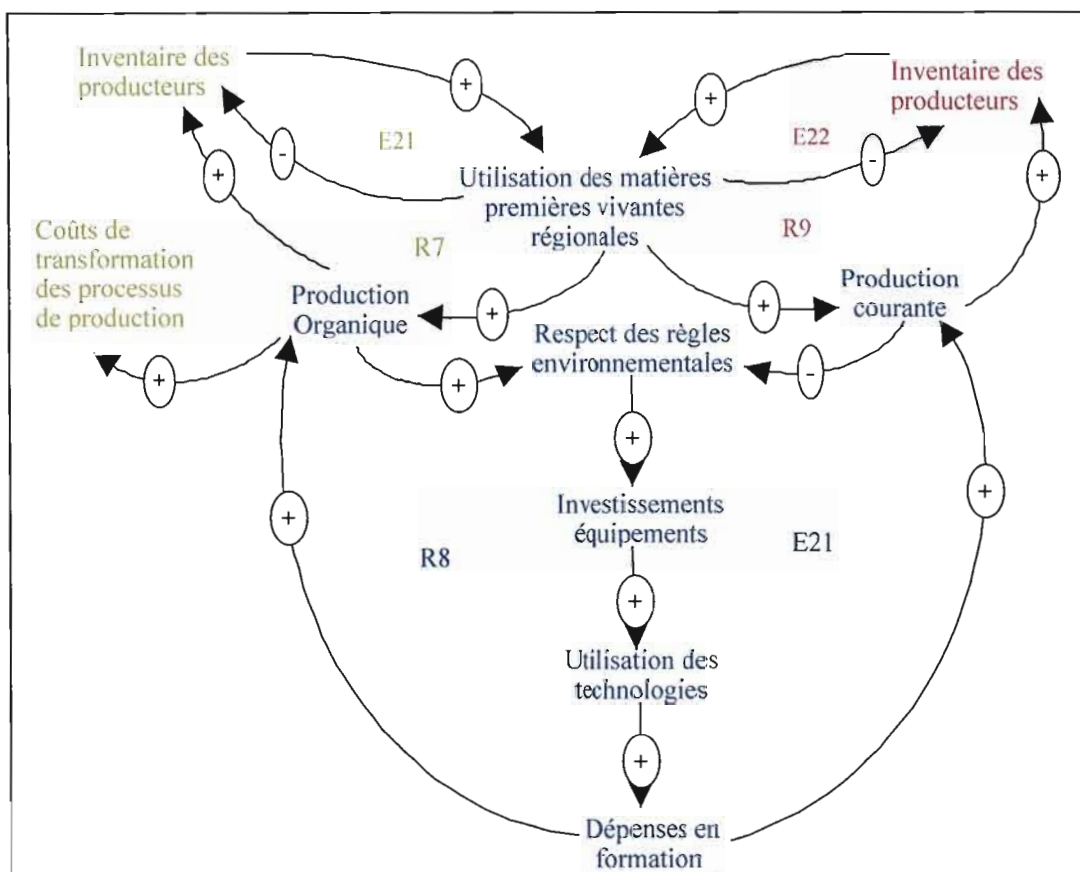 Inventaire des
producteurs
+
+
Inventaire des
producteurs
E21
E22
-
-
+
+
Utilisation des matières
premières vivantes
régionales
Coûts de
transformation
des processus
de production
R7
R9
Production
Organique
Production
courante
+
+
Respect des règles
environnementales
+
+
-
+
Investissements
équipements
+
+
R8
E21
+
Utilisation des
technologies
+
Dépenses en
formation